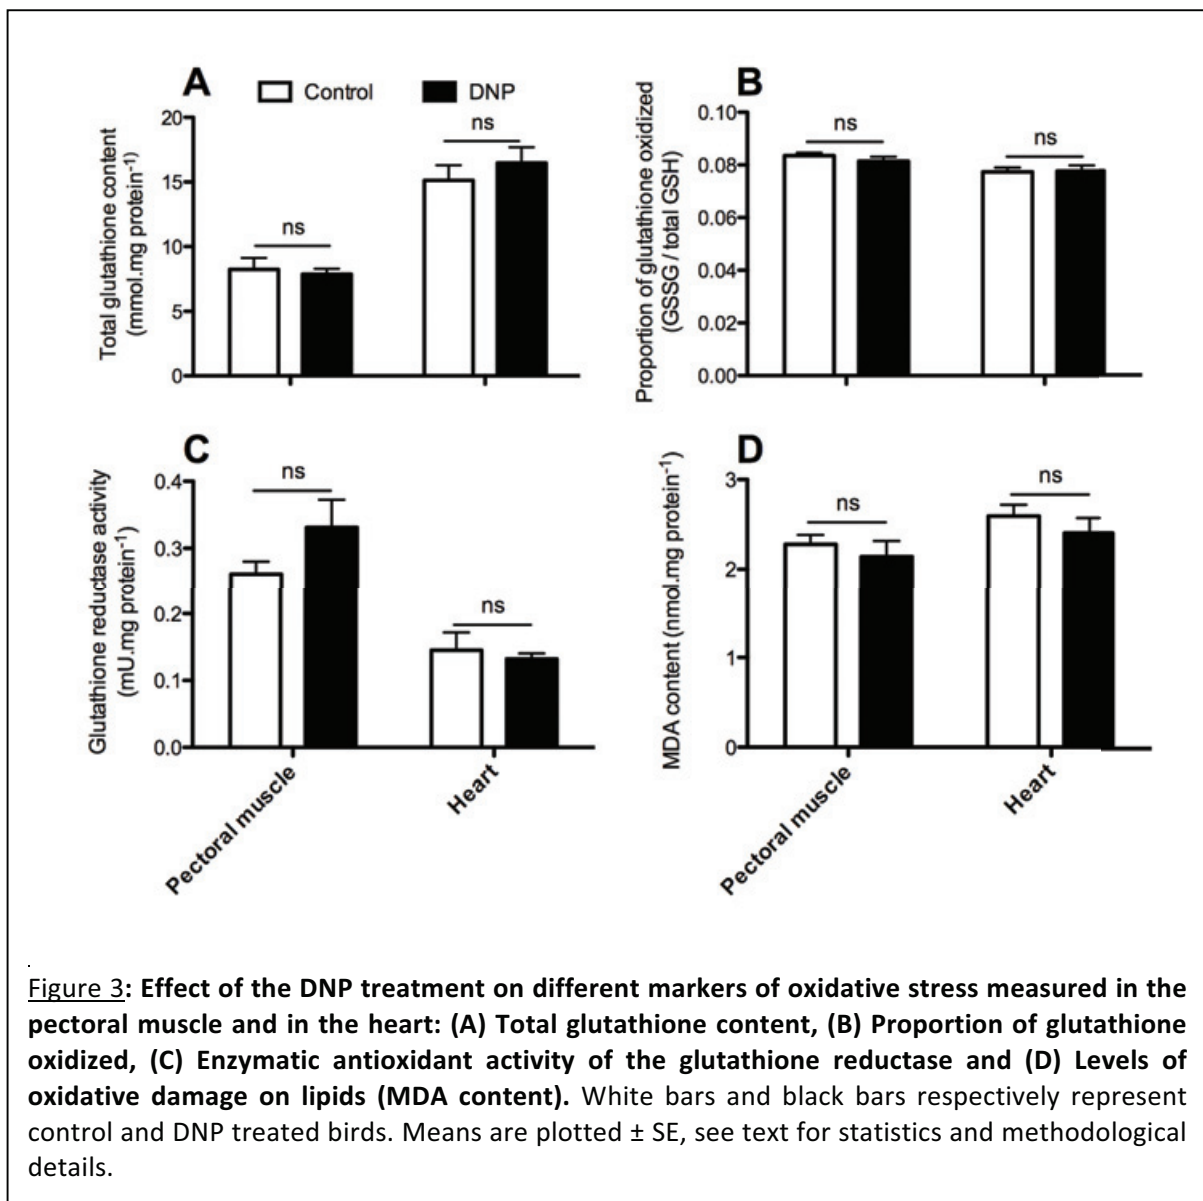 A
Control
DNP
Total glutathione content
(mmol.mg protein⁻¹)
20
15
10
5
0
ns
ns
B
Proportion of glutathione oxidized
(GSSG / total GSH)
0.10
0.08
0.06
0.04
0.02
0.00
ns
ns
C
Glutathione reductase activity
(mU.mg protein⁻¹)
0.4
0.3
0.2
0.1
0.0
ns
ns
Pectoral muscle
Heart
D
MDA content (nmol.mg protein⁻¹)
3
2
1
0
ns
ns
Pectoral muscle
Heart
.
Figure 3: Effect of the DNP treatment on different markers of oxidative stress measured in the
pectoral muscle and in the heart: (A) Total glutathione content, (B) Proportion of glutathione
oxidized, (C) Enzymatic antioxidant activity of the glutathione reductase and (D) Levels of
oxidative damage on lipids (MDA content). White bars and black bars respectively represent
control and DNP treated birds. Means are plotted ± SE, see text for statistics and methodological
details.